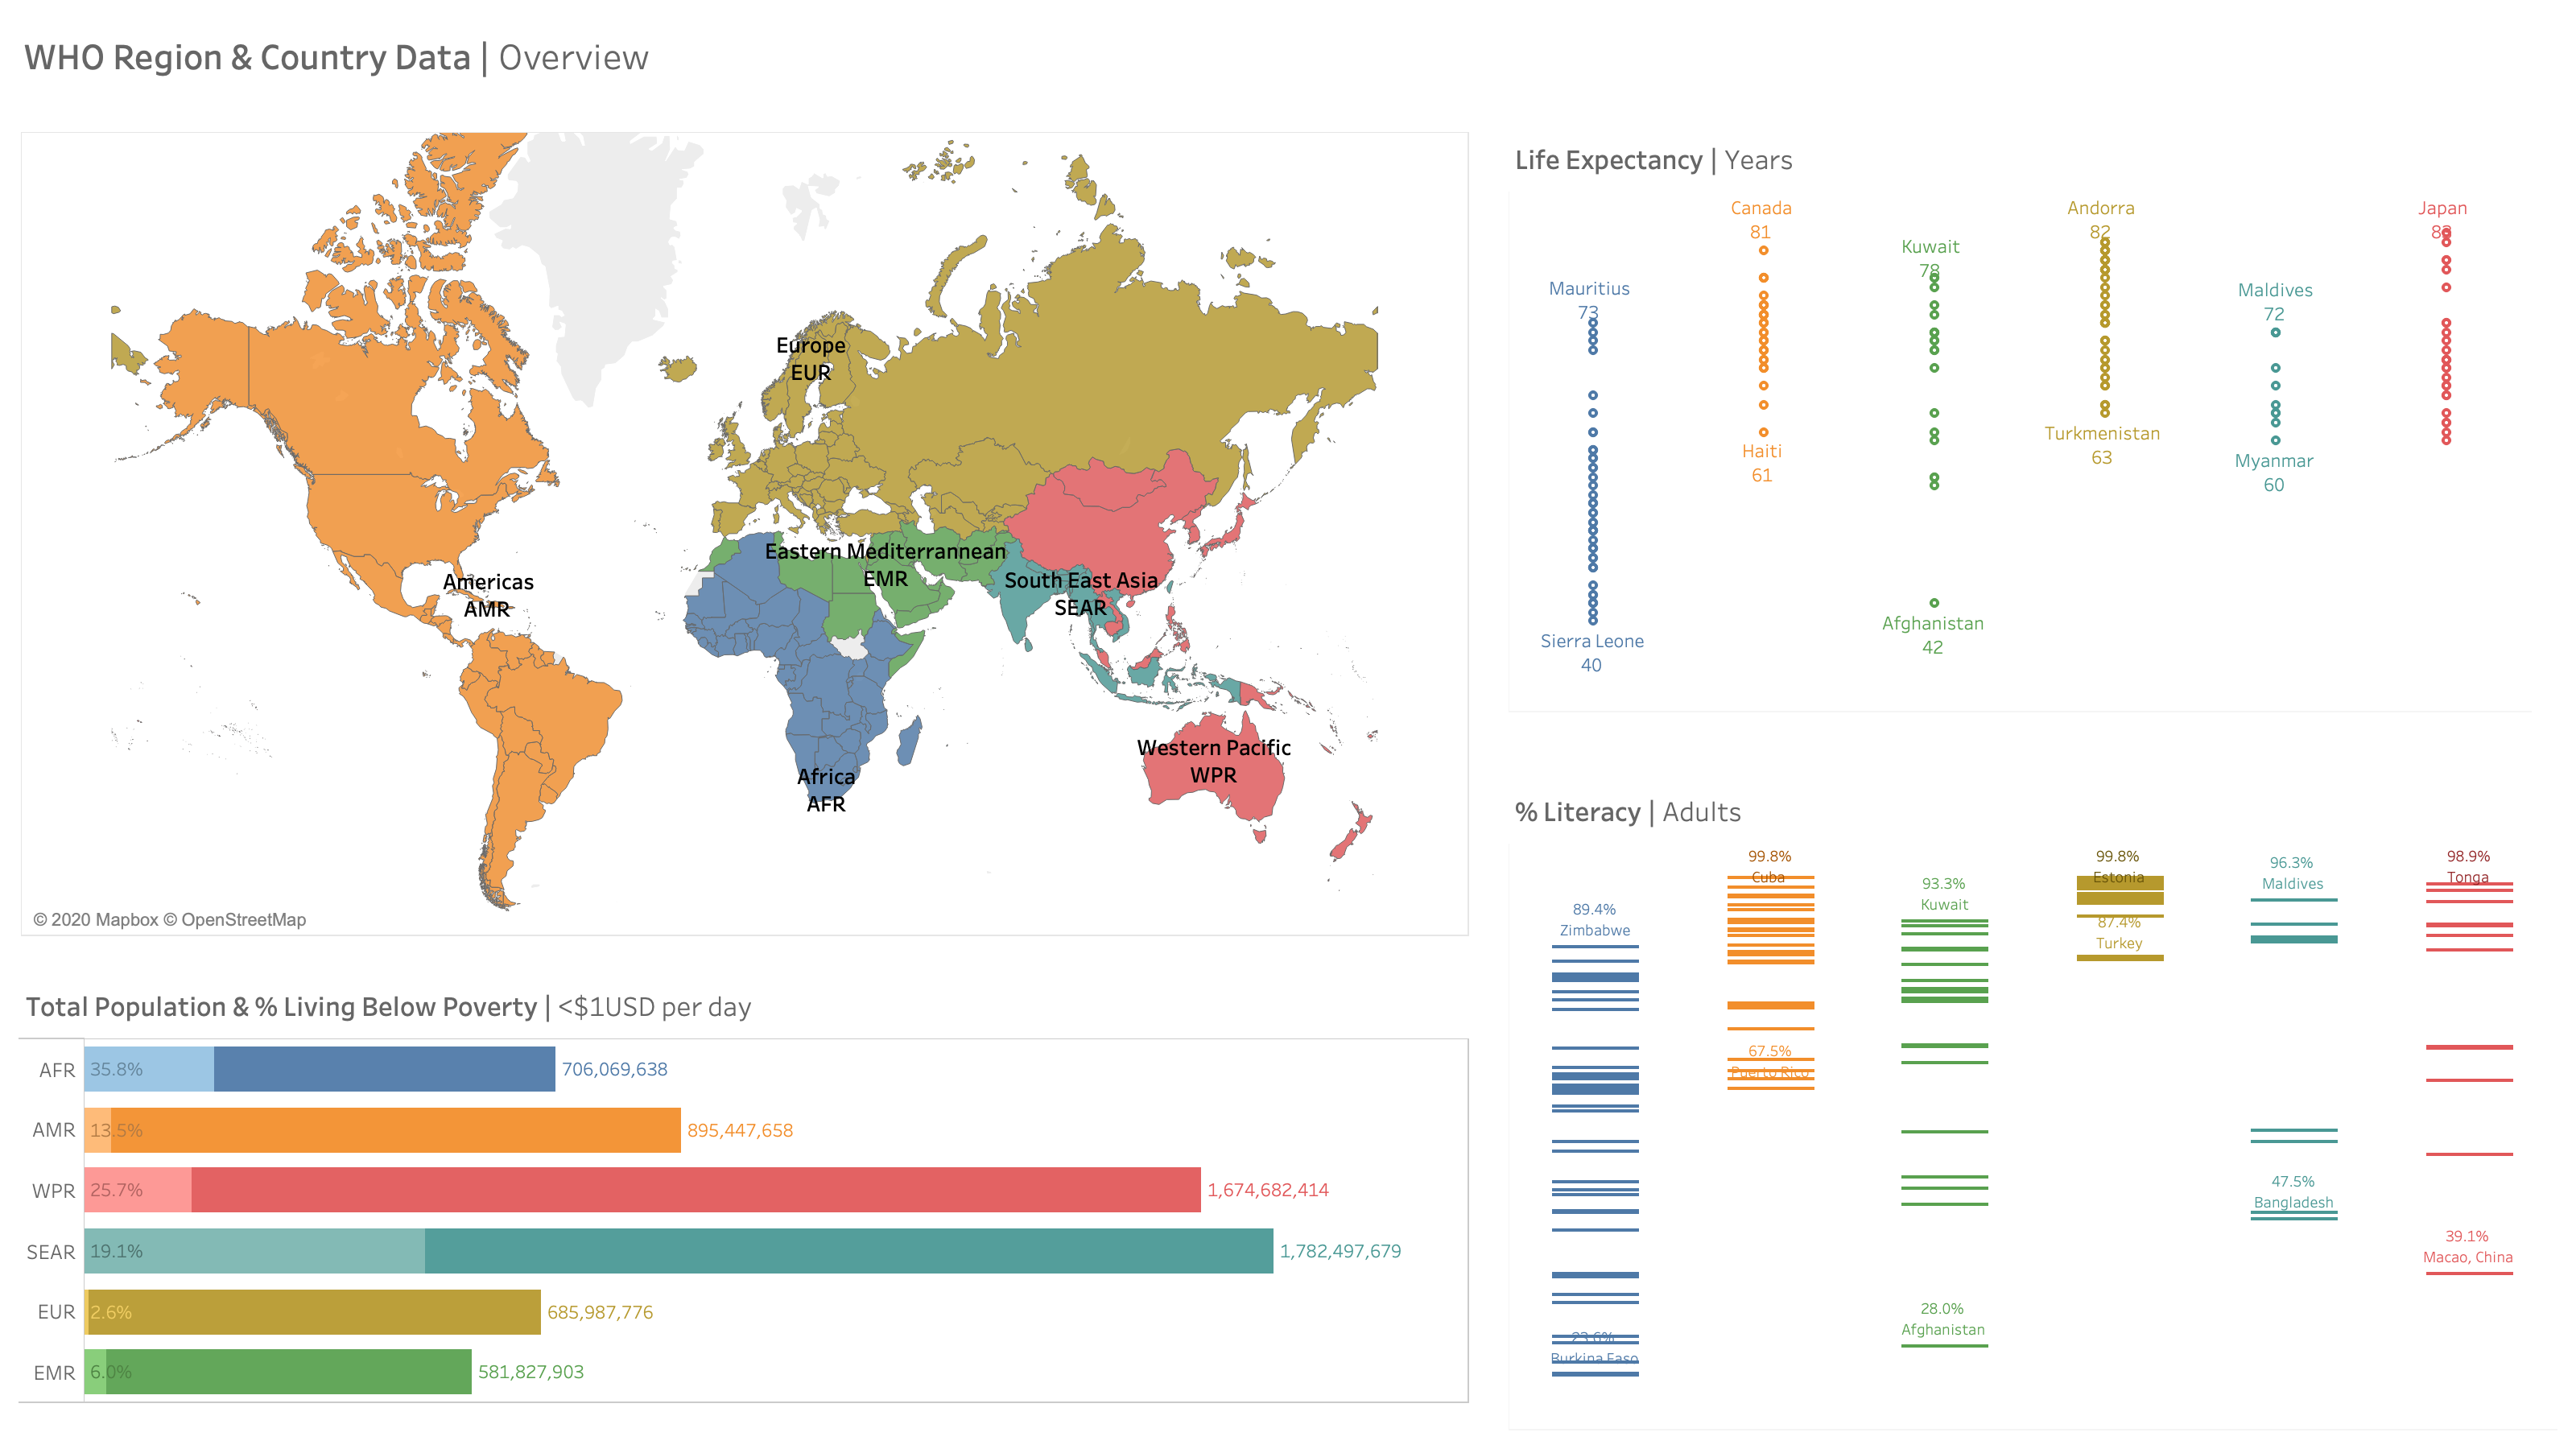 WHO Region & Country Data | Overview
Europe
EUR
Eastern Mediterrannean
EMR
South East Asia
SEAR
Americas
AMR
Western Pacific
WPR
Africa
AFR
© 2020 Mapbox © OpenStreetMap
Total Population & % Living Below Poverty | <$1USD per day
AFR 35.8% 706,069,638
AMR 13.5% 895,447,658
WPR 25.7% 1,674,682,414
SEAR 19.1% 1,782,497,679
EUR 2.6% 685,987,776
EMR 6.0% 581,827,903
Life Expectancy | Years
Mauritius
73
Sierra Leone
40
Canada
81
Haiti
61
Kuwait
78
Afghanistan
42
Andorra
82
Turkmenistan
63
Maldives
72
Myanmar
60
Japan
% Literacy | Adults
89.4%
Zimbabwe
23.6%
Burkina Faso
99.8%
Cuba
67.5%
Puerto Rico
93.3%
Kuwait
28.0%
Afghanistan
99.8%
Estonia
87.4%
Turkey
96.3%
Maldives
47.5%
Bangladesh
98.9%
Tonga
39.1%
Macao, China